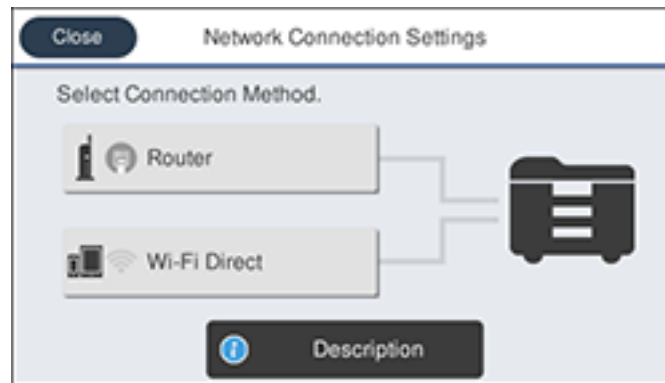 Close
Network Connection Settings
Select Connection Method.
Router
Wi-Fi Direct
Description